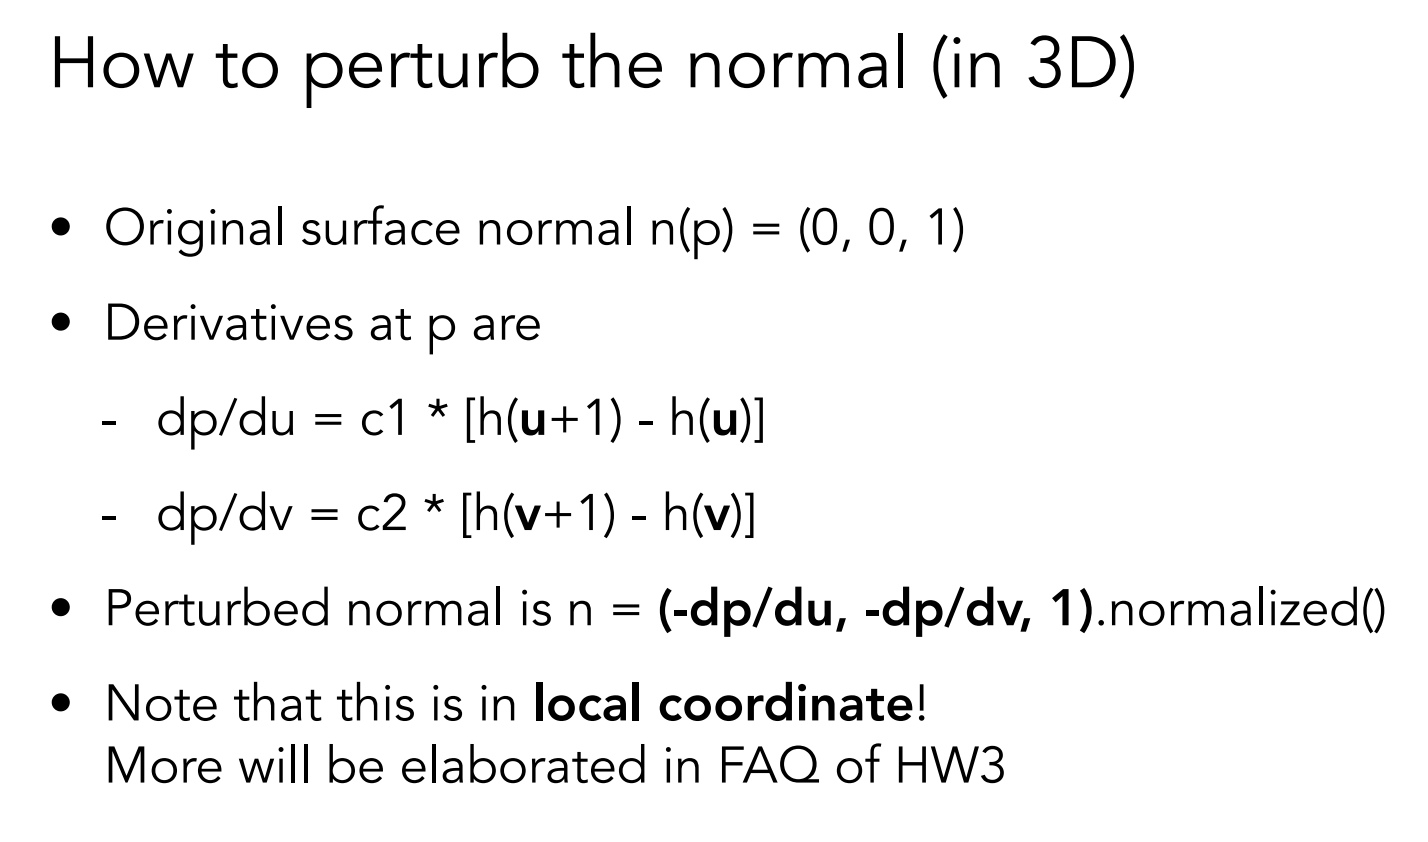 How to perturb the normal (in 3D)
• Original surface normal n(p) = (0, 0, 1)
• Derivatives at p are
- dp/du = c1 * [h(u+1) - h(u)]
- dp/dv = c2 * [h(v+1) - h(v)]
• Perturbed normal is n = (-dp/du, -dp/dv, 1).normalized()
• Note that this is in local coordinate!
More will be elaborated in FAQ of HW3